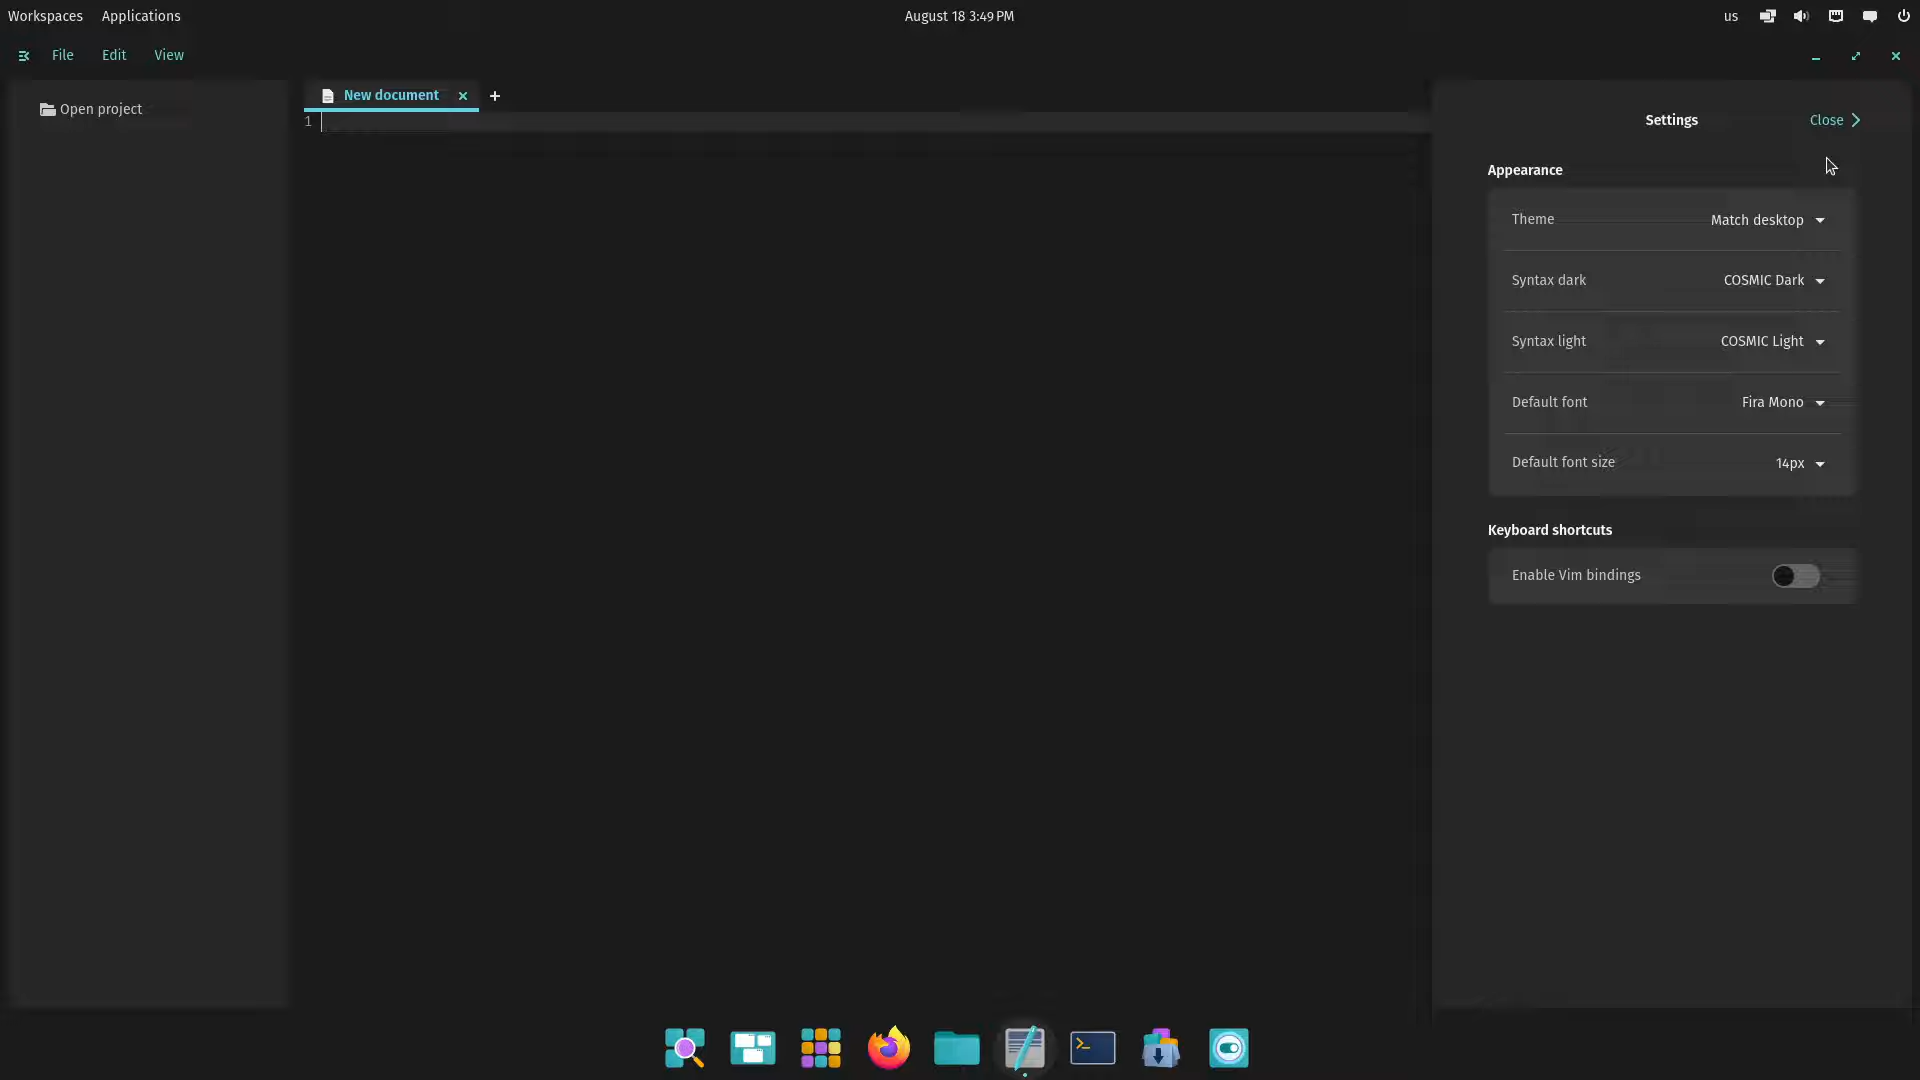 Workspaces Applications August 18 3:49 PM us
File Edit View
Open project
New document
1
Settings Close
Appearance
Theme Match desktop
Syntax dark COSMIC Dark
Syntax light COSMIC Light
Default font Fira Mono
Default font size 14px
Keyboard shortcuts
Enable Vim bindings